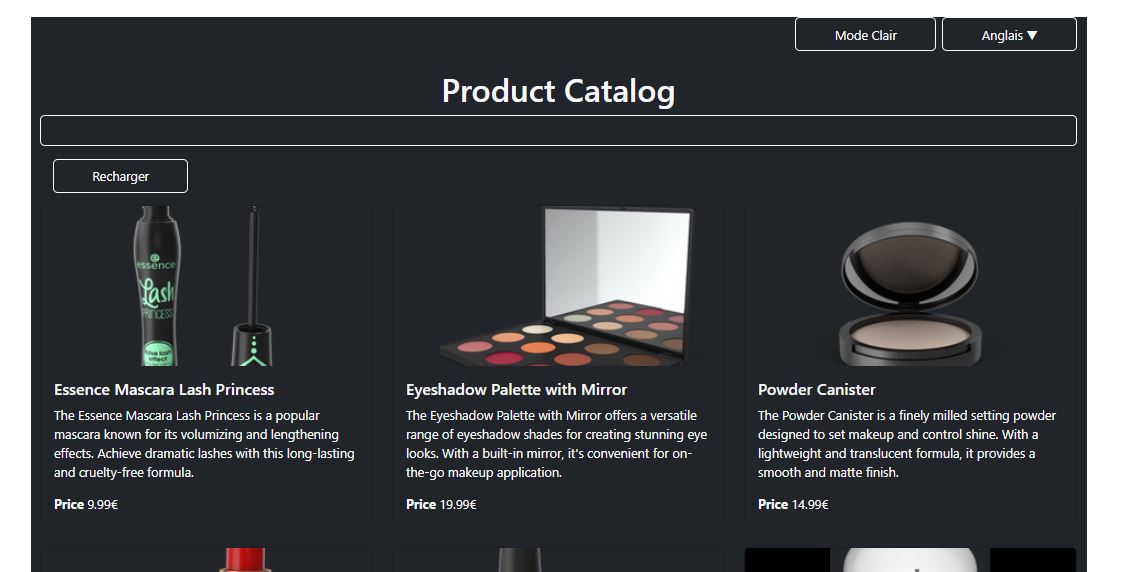 Mode Clair
Anglais ▼
Product Catalog
Recharger
essence
Lash
PRINCESS
false lash
effect
Essence Mascara Lash Princess
The Essence Mascara Lash Princess is a popular
mascara known for its volumizing and lengthening
effects. Achieve dramatic lashes with this long-lasting
and cruelty-free formula.
Price 9.99€
Eyeshadow Palette with Mirror
The Eyeshadow Palette with Mirror offers a versatile
range of eyeshadow shades for creating stunning eye
looks. With a built-in mirror, it's convenient for on-
the-go makeup application.
Price 19.99€
Powder Canister
The Powder Canister is a finely milled setting powder
designed to set makeup and control shine. With a
lightweight and translucent formula, it provides a
smooth and matte finish.
Price 14.99€